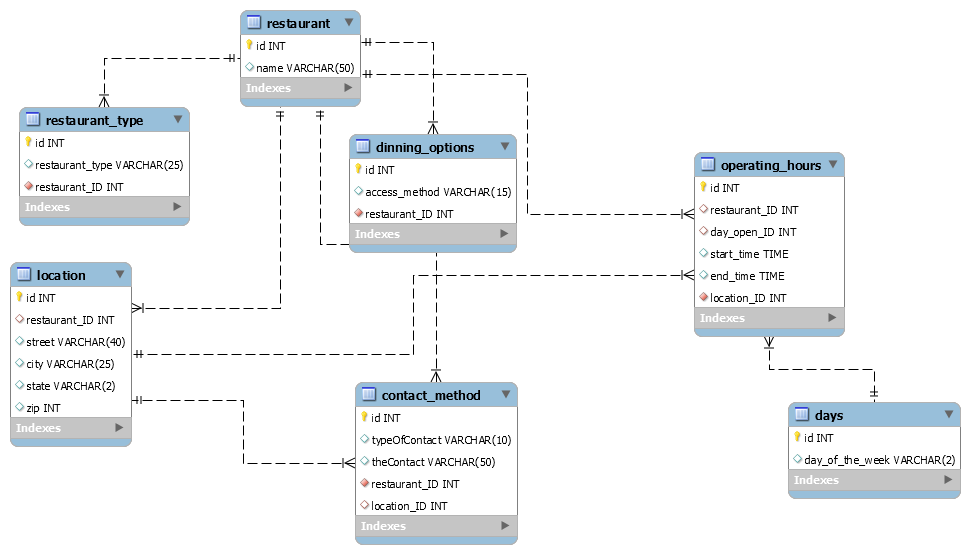 restaurant
id INT
name VARCHAR(50)
Indexes
restaurant_type
id INT
restaurant_type VARCHAR(25)
restaurant_ID INT
Indexes
dinning_options
id INT
access_method VARCHAR(15)
restaurant_ID INT
Indexes
operating_hours
id INT
restaurant_ID INT
day_open_ID INT
start_time TIME
end_time TIME
location_ID INT
Indexes
location
id INT
restaurant_ID INT
street VARCHAR(40)
city VARCHAR(25)
state VARCHAR(2)
zip INT
Indexes
contact_method
id INT
typeOfContact VARCHAR(10)
theContact VARCHAR(50)
restaurant_ID INT
location_ID INT
Indexes
days
id INT
day_of_the_week VARCHAR(2)
Indexes